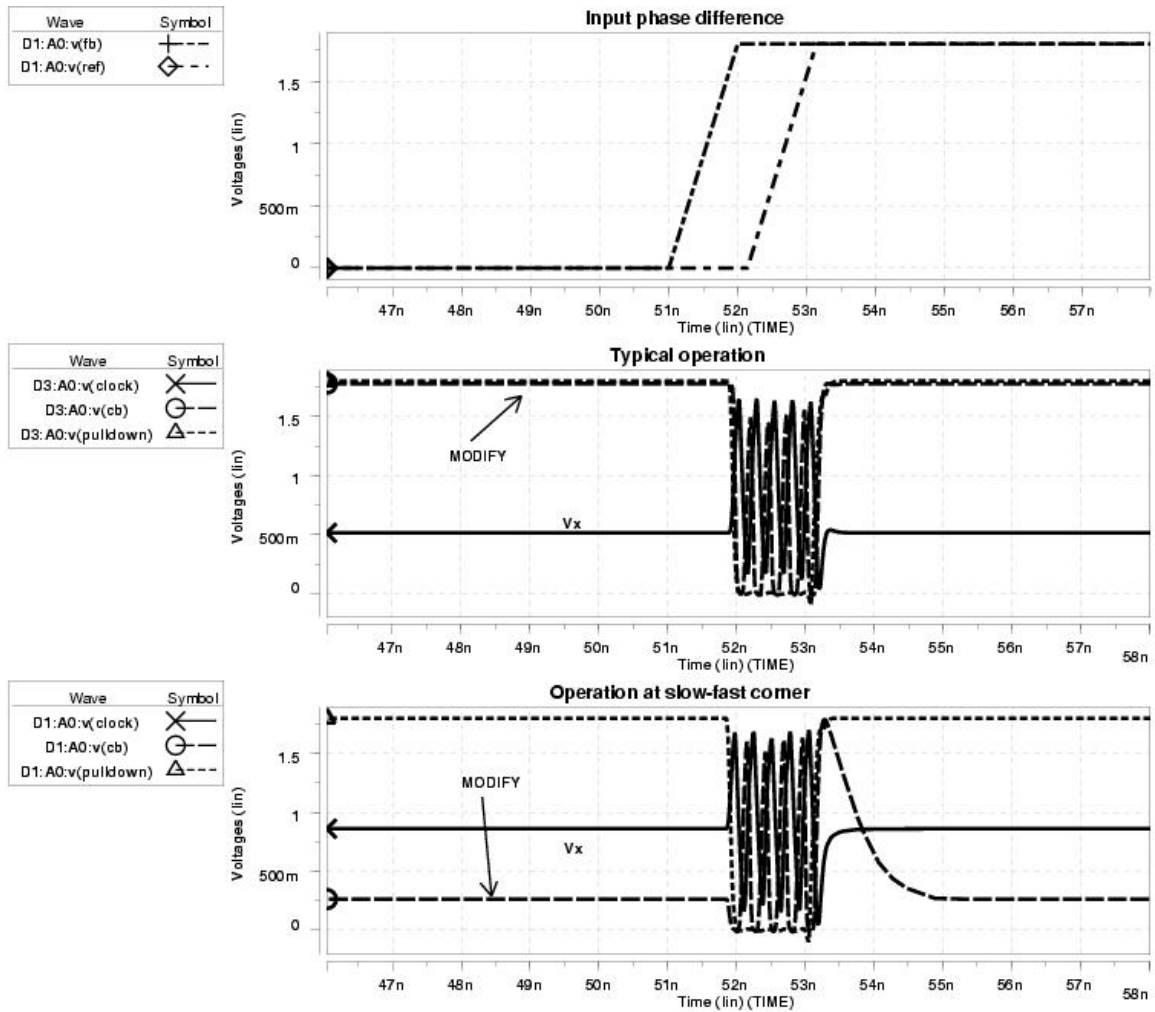 Input phase difference
Wave Symbol
D1:A0:v(fb)
D1:A0:v(ref)
Voltages (lin)
1.5
1
500m
0
47n 48n 49n 50n 51n 52n 53n 54n 55n 56n 57n
Time (lin) (TIME)
Typical operation
Wave Symbol
D3:A0:v(clock)
D3:A0:v(cb)
D3:A0:v(pulldown)
Voltages (lin)
1.5
1
500m
0
MODIFY
Vx
47n 48n 49n 50n 51n 52n 53n 54n 55n 56n 57n 58n
Time (lin) (TIME)
Operation at slow-fast corner
Wave Symbol
D1:A0:v(clock)
D1:A0:v(cb)
D1:A0:v(pulldown)
Voltages (lin)
1.5
1
500m
0
MODIFY
Vx
47n 48n 49n 50n 51n 52n 53n 54n 55n 56n 57n 58n
Time (lin) (TIME)